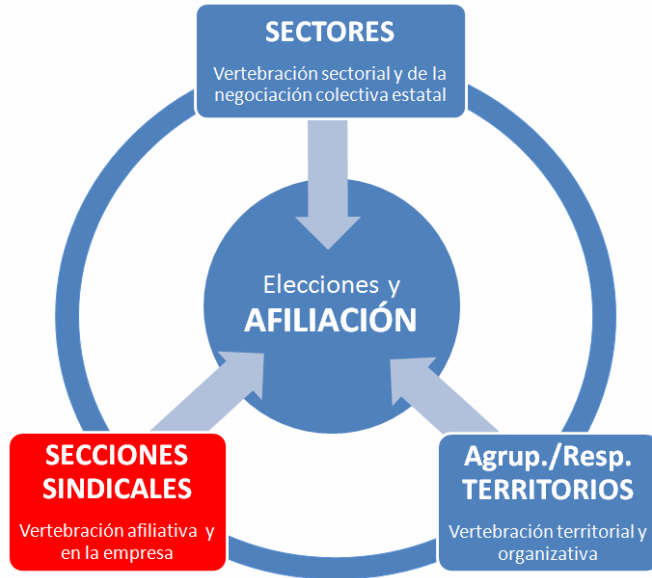 SECTORES
Vertebración sectorial y de la
negociación colectiva estatal
Elecciones y
AFILIACIÓN
SECCIONES
SINDICALES
Vertebración afiliativa y
en la empresa
Agrup./Resp.
TERRITORIOS
Vertebración territorial y
organizativa